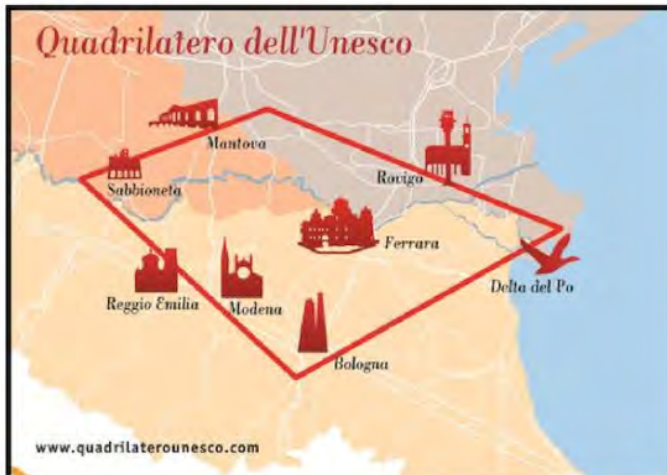 Quadrilatero dell'Unesco
Mantova
Rovigo
Sabbioneta
Ferrara
Reggio Emilia
Modena
Delta del Po
Bologna
www.quadrilaterounesco.com